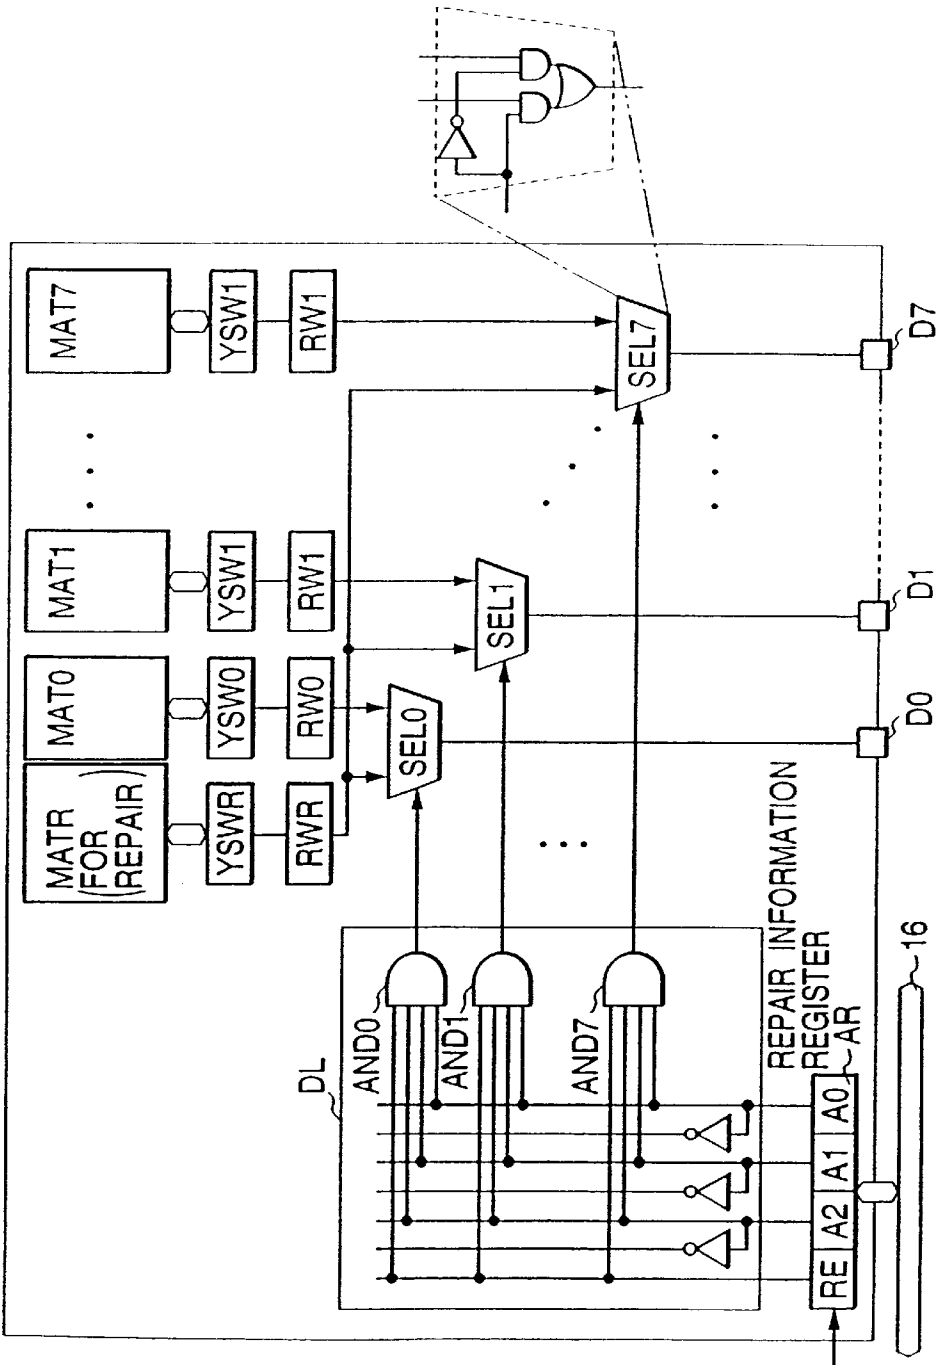 MATR
(FOR
REPAIR)
MAT0
MAT1
MAT7
YSWR
YSW0
YSW1
YSW1
RWR
RW0
RW1
RW1
SEL0
SEL1
SEL7
DL
AND0
AND1
AND7
REPAIR INFORMATION
REGISTER
AR
RE
A2
A1
A0
16
D0
D1
D7